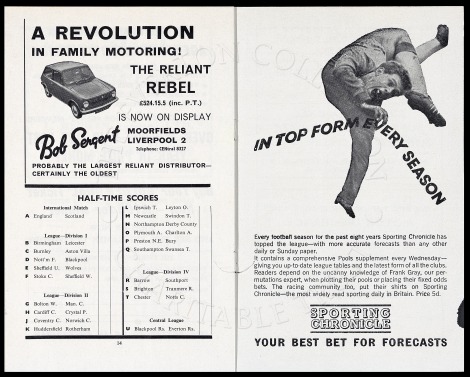 A REVOLUTION
IN FAMILY MOTORING!
THE RELIANT
REBEL
£524.15.5 (inc. P.T.)
IS NOW ON DISPLAY
Bob Sergent
MOORFIELDS
LIVERPOOL 2
Telephone: CENtral 8327
PROBABLY THE LARGEST RELIANT DISTRIBUTOR—
CERTAINLY THE OLDEST
HALF-TIME SCORES
International Match
A England Scotland
League—Division I
B Birmingham Leicester
C Burnley Aston Villa
D Nott'm F. Blackpool
E Sheffield U. Wolves
F Stoke C. Sheffield W.
League—Division II
G Bolton W. Man. C.
H Cardiff C. Crystal P.
J Coventry C. Norwich C.
K Huddersfield Rotherham
L Ipswich T. Leyton O.
M Newcastle Swindon T.
N Northampton Derby County
O Plymouth A. Charlton A.
P Preston N.E. Bury
Q Southampton Swansea T.
League—Division IV
R Barrow Southport
S Brighton Tranmere R.
T Chester Notts C.
Central League
U Blackpool Rs. Everton Rs.
54
IN TOP FORM EVERY SEASON
Every football season for the past eight years Sporting Chronicle has
topped the league—with more accurate forecasts than any other
daily or Sunday paper.
It contains a comprehensive Pools supplement every Wednesday—
giving you up-to-date league tables and the latest form of all the clubs.
Readers depend on the uncanny knowledge of Frank Gray, our per-
mutations expert, when plotting their pools or placing their fixed odds
bets. The racing community too, put their shirts on Sporting
Chronicle—the most widely read sporting daily in Britain. Price 5d.
SPORTING
CHRONICLE
YOUR BEST BET FOR FORECASTS